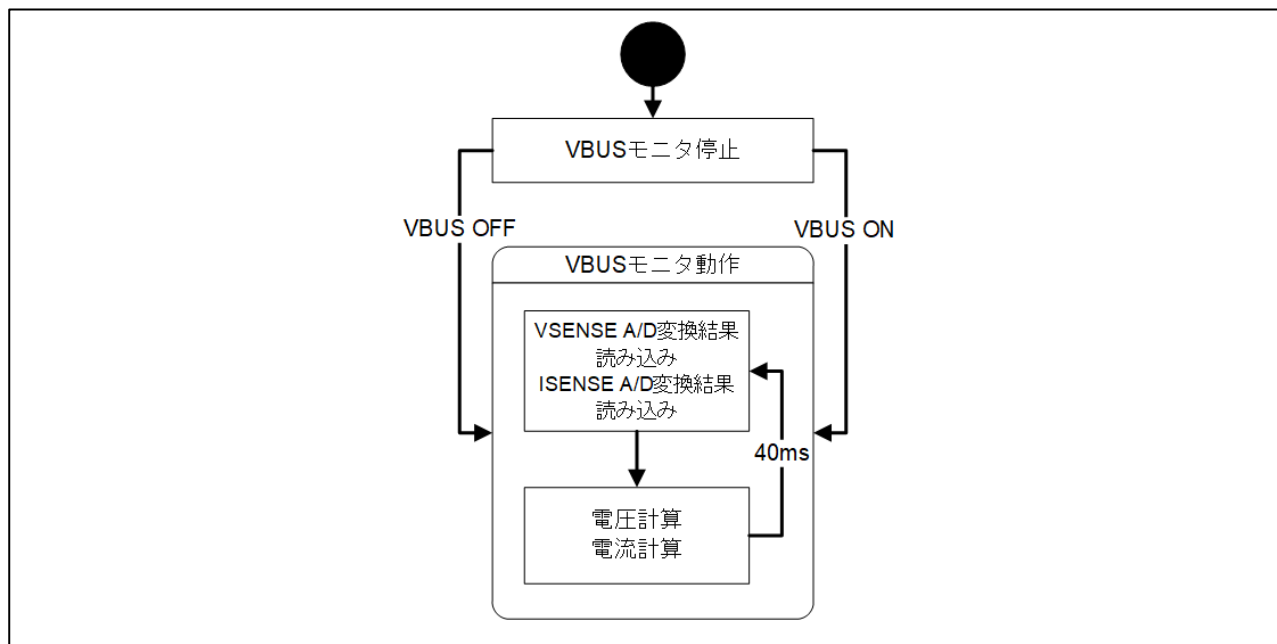 VBUSモニタ停止
VBUS OFF
VBUS ON
VBUSモニタ動作
VSENSE A/D変換結果
読み込み
ISENSE A/D変換結果
読み込み
40ms
電圧計算
電流計算